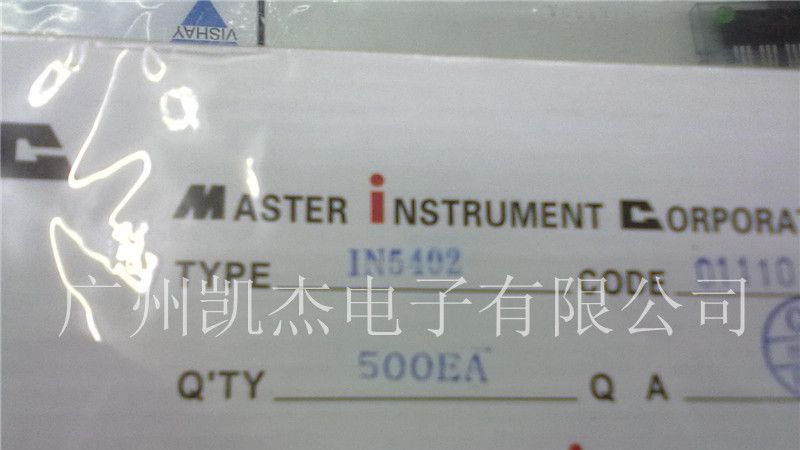 VISHAY
MASTER INSTRUMENT CORPORAT
TYPE IN5402 CODE 01110
广州凯杰电子有限公司
Q'TY 500EA Q A